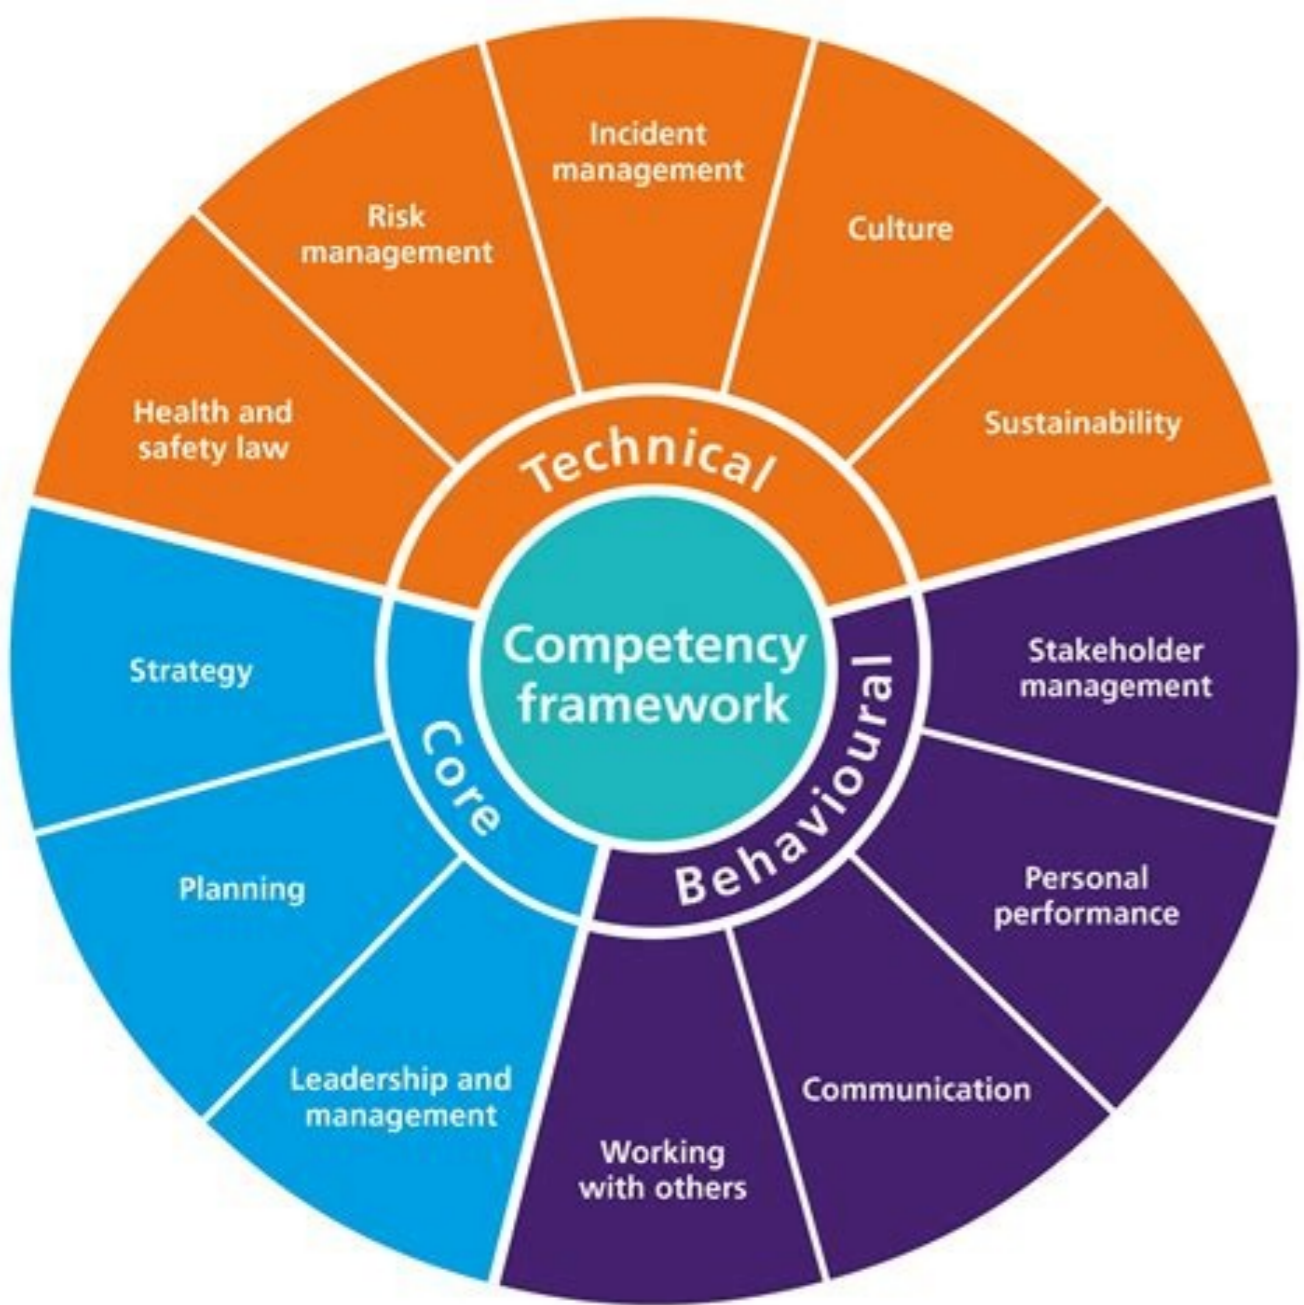 Competency
framework
Technical
Health and
safety law
Risk
management
Incident
management
Culture
Sustainability
Behavioural
Stakeholder
management
Personal
performance
Communication
Working
with others
Core
Leadership and
management
Planning
Strategy